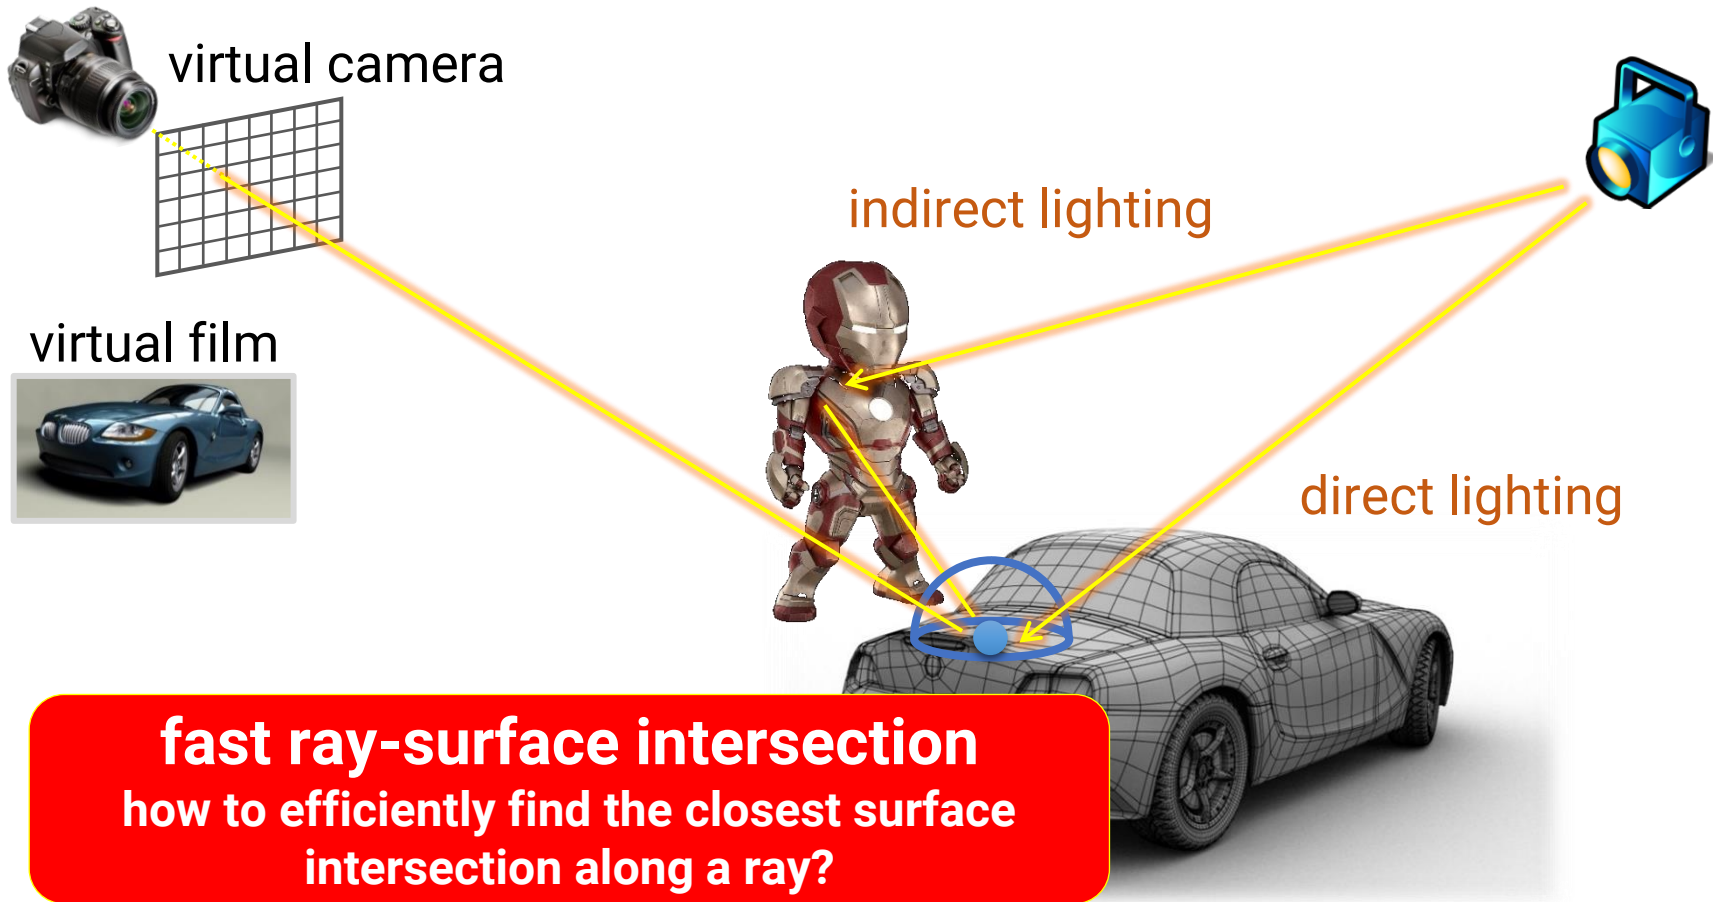 virtual camera
indirect lighting
virtual film
direct lighting
fast ray-surface intersection
how to efficiently find the closest surface
intersection along a ray?